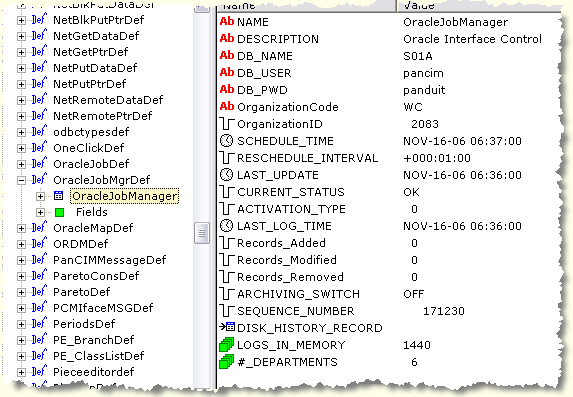 Name Value
NetBlkPutPtrDef
NetGetDataDef
NetGetPtrDef
NetPutDataDef
NetPutPtrDef
NetRemoteDataDef
NetRemotePtrDef
odbctypesdef
OneClickDef
OracleJobDef
OracleJobMgrDef
OracleJobManager
Fields
OracleMapDef
ORDMDef
PanCIMMessageDef
ParetoConsDef
ParetoDef
PCMIfaceMSGDef
PeriodsDef
PE_BranchDef
PE_ClassListDef
Pieceeditordef
Ab NAME OracleJobManager
Ab DESCRIPTION Oracle Interface Control
Ab DB_NAME S01A
Ab DB_USER pancim
Ab DB_PWD panduit
Ab OrganizationCode WC
OrganizationID 2083
SCHEDULE_TIME NOV-16-06 06:37:00
RESCHEDULE_INTERVAL +000:01:00
LAST_UPDATE NOV-16-06 06:36:00
CURRENT_STATUS OK
ACTIVATION_TYPE 0
LAST_LOG_TIME NOV-16-06 06:36:00
Records_Added 0
Records_Modified 0
Records_Removed 0
ARCHIVING_SWITCH OFF
SEQUENCE_NUMBER 171230
DISK_HISTORY_RECORD
LOGS_IN_MEMORY 1440
#_DEPARTMENTS 6